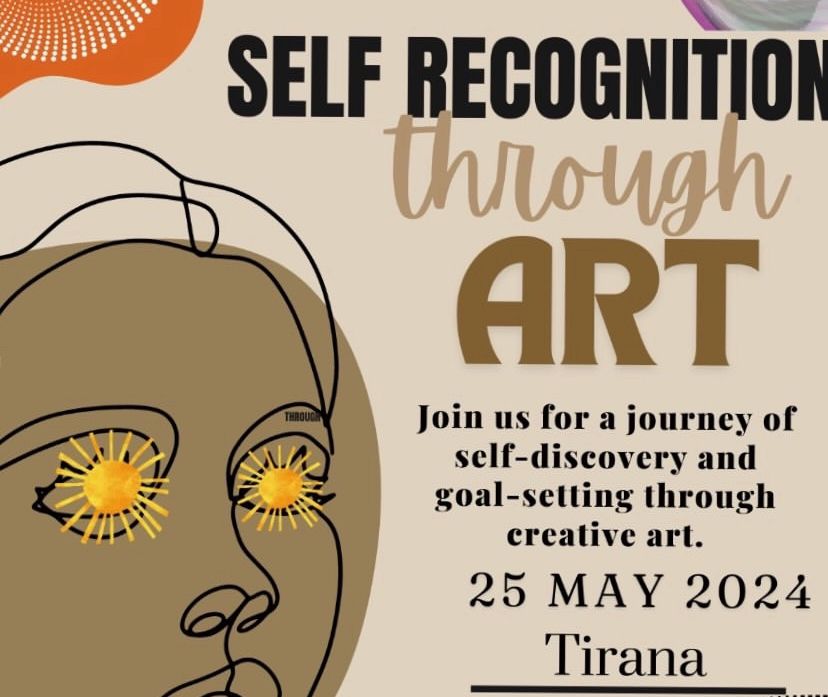 SELF RECOGNITION
through
ART
THROUGH
Join us for a journey of
self-discovery and
goal-setting through
creative art.
25 MAY 2024
Tirana